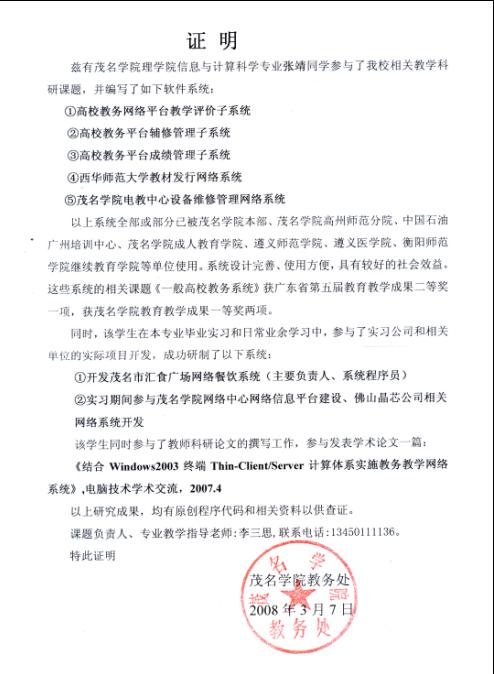 证 明
兹有茂名学院理学院信息与计算科学专业张靖同学参与了我校相关教学科
研课题，并编写了如下软件系统：
①高校教务网络平台教学评价子系统
②高校教务平台辅修管理子系统
③高校教务平台成绩管理子系统
④西华师范大学教材发行网络系统
⑤茂名学院电教中心设备维修管理网络系统
以上系统全部或部分已被茂名学院本部、茂名学院高州师范分院、中国石油
广州培训中心、茂名学院成人教育学院、遵义师范学院、遵义医学院、衡阳师范
学院继续教育学院等单位使用。系统设计完善、使用方便，具有较好的社会效益。
这些系统的相关课题《一般高校教务系统》获广东省第五届教育教学成果二等奖
一项，获茂名学院教育教学成果一等奖两项。
同时，该学生在本专业毕业实习和日常业余学习中，参与了实习公司和相关
单位的实际项目开发，成功研制了以下系统：
①开发茂名市汇食广场网络餐饮系统（主要负责人、系统程序员）
②实习期间参与茂名学院网络中心网络信息平台建设、佛山晶芯公司相关
网络系统开发
该学生同时参与了教师科研论文的撰写工作，参与发表学术论文一篇：
《结合 Windows2003 终端 Thin-Client/Server 计算体系实施教务教学网络
系统》,电脑技术学术交流，2007.4
以上研究成果，均有原创程序代码和相关资料以供查证。
课题负责人、专业教学指导老师:李三思,联系电话:13450111136。
特此证明
茂名学院教务处
2008 年 3 月 7 日
茂名学院
教务处